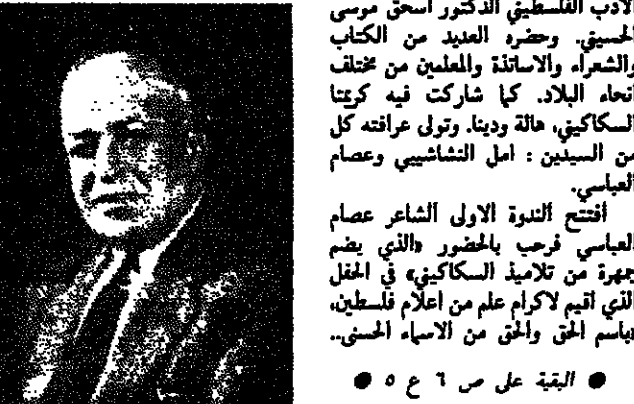 الادب الفلسطيني الدكتور اسحق موسى
الحسيني. وحضره العديد من الكتاب
والشعراء والاساتذة والمعلمين من مختلف
انحاء البلاد. كما شاركت فيه كريمتا
السكاكيني، هالة ودينا. وتولى عرافته كل
من السيدين : امل النشاشيبي وعصام
العباسي.
افتتح الندوة الاولى الشاعر عصام
العباسي فرحب بالحضور «الذي يضم
جمهرة من تلاميذ السكاكيني» في الحفل
الذي اقيم لاكرام علم من اعلام فلسطين،
«باسم الحق والحق من الاسماء الحسنى..
● البقية على ص ٦ ع ٥ ●